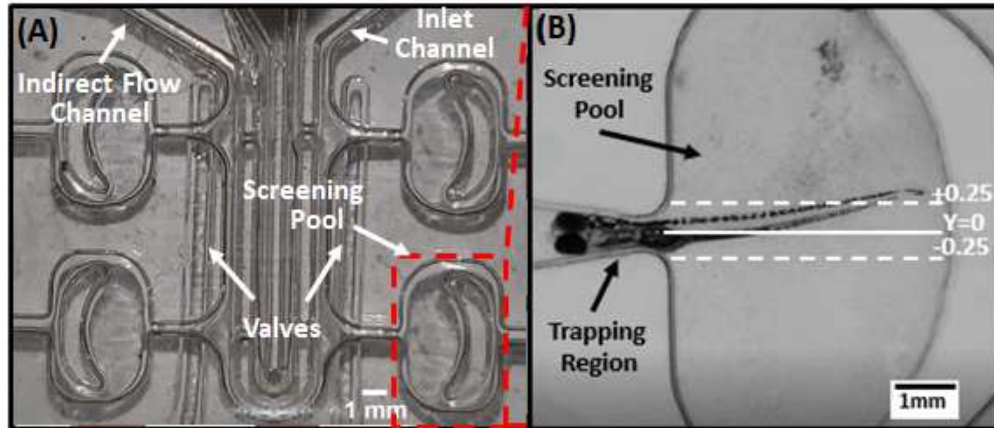 (A)
Inlet
Channel
Indirect Flow
Channel
Screening
Pool
Valves
1 mm
(B)
Screening
Pool
+0.25
Y=0
-0.25
Trapping
Region
1mm